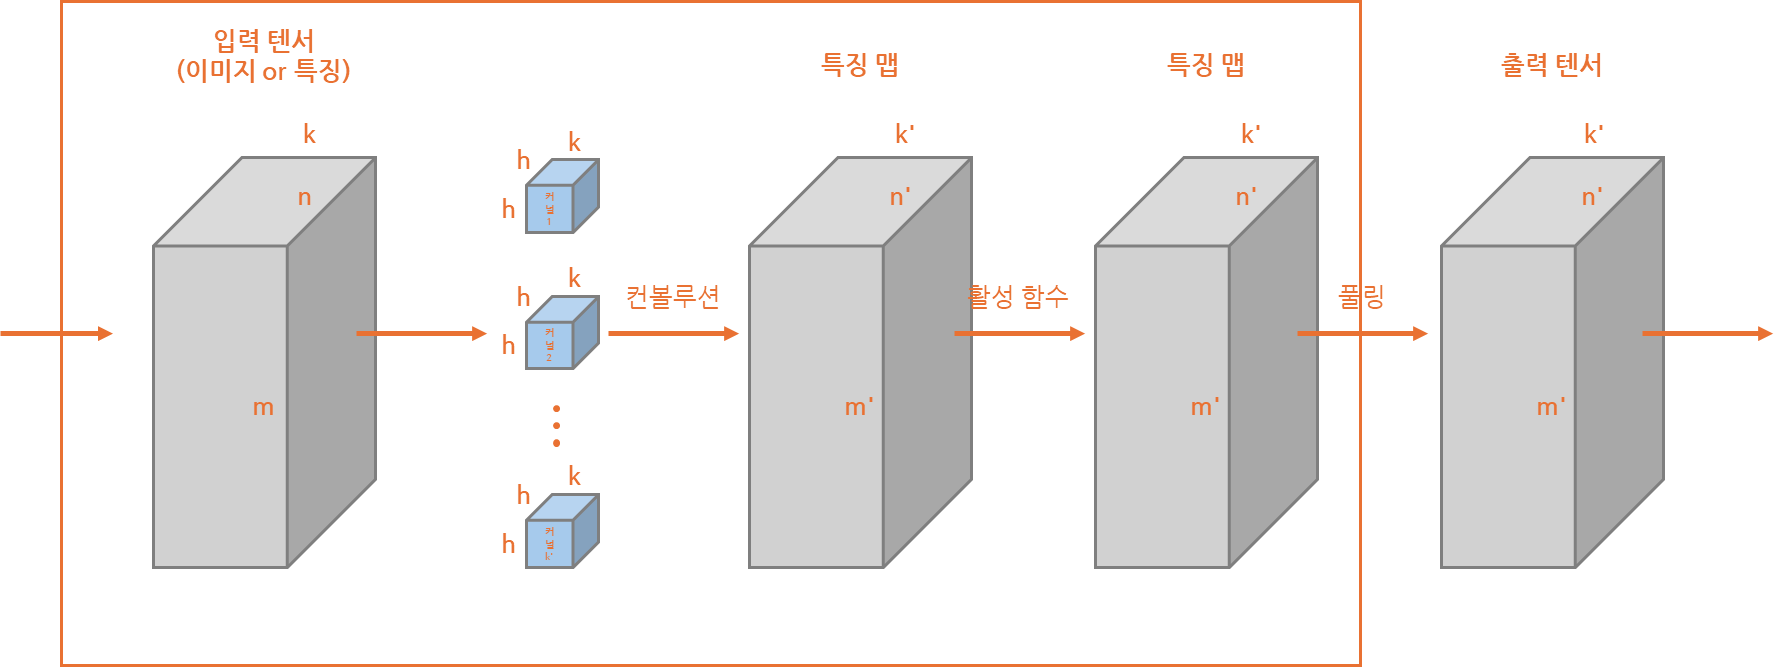 입력 텐서
(이미지 or 특징)
특징 맵
특징 맵
출력 텐서
k
n
m
h
k
h
커
널
1
h
k
h
커
널
2
h
k
h
커
널
k'
컨볼루션
k'
n'
m'
활성 함수
k'
n'
m'
풀링
k'
n'
m'